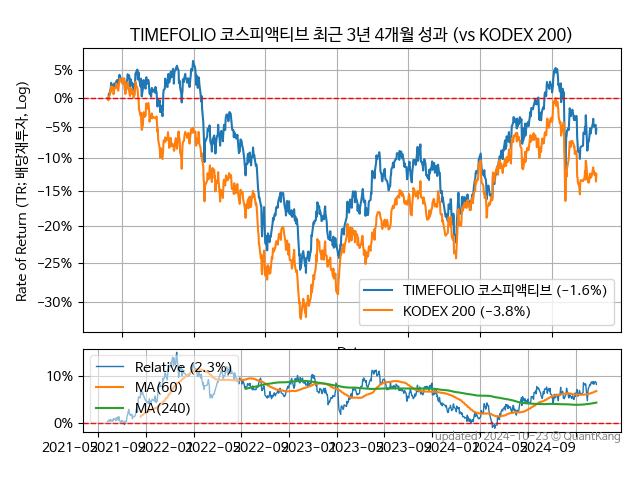 TIMEFOLIO 코스피액티브 최근 3년 4개월 성과 (vs KODEX 200)
Rate of Return (TR: 배당재투자, Log)
5%
0%
−5%
−10%
−15%
−20%
−25%
−30%
TIMEFOLIO 코스피액티브 (−1.6%)
KODEX 200 (−3.8%)
10%
0%
Relative (2.3%)
MA(60)
MA(240)
updated: 2024-10-23 © QuantKang
2021−05
2021−09
2022−01
2022−05
2022−09
2023−01
2023−05
2023−09
2024−01
2024−05
2024−09